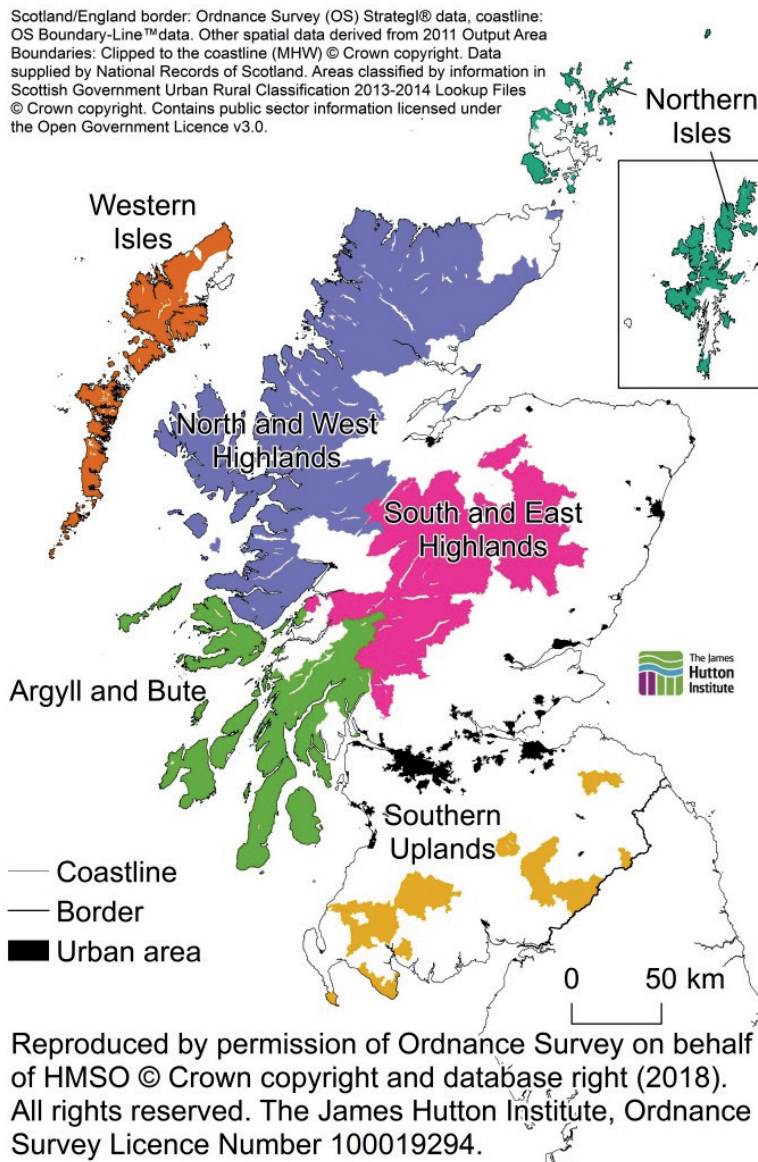 Scotland/England border: Ordnance Survey (OS) Strategl® data, coastline:
OS Boundary-Line™data. Other spatial data derived from 2011 Output Area
Boundaries: Clipped to the coastline (MHW) © Crown copyright. Data
supplied by National Records of Scotland. Areas classified by information in
Scottish Government Urban Rural Classification 2013-2014 Lookup Files
© Crown copyright. Contains public sector information licensed under
the Open Government Licence v3.0.
Northern
Isles
Western
Isles
North and West
Highlands
South and East
Highlands
The James
Hutton
Institute
Argyll and Bute
Southern
Uplands
Coastline
Border
Urban area
0 50 km
Reproduced by permission of Ordnance Survey on behalf
of HMSO © Crown copyright and database right (2018).
All rights reserved. The James Hutton Institute, Ordnance
Survey Licence Number 100019294.